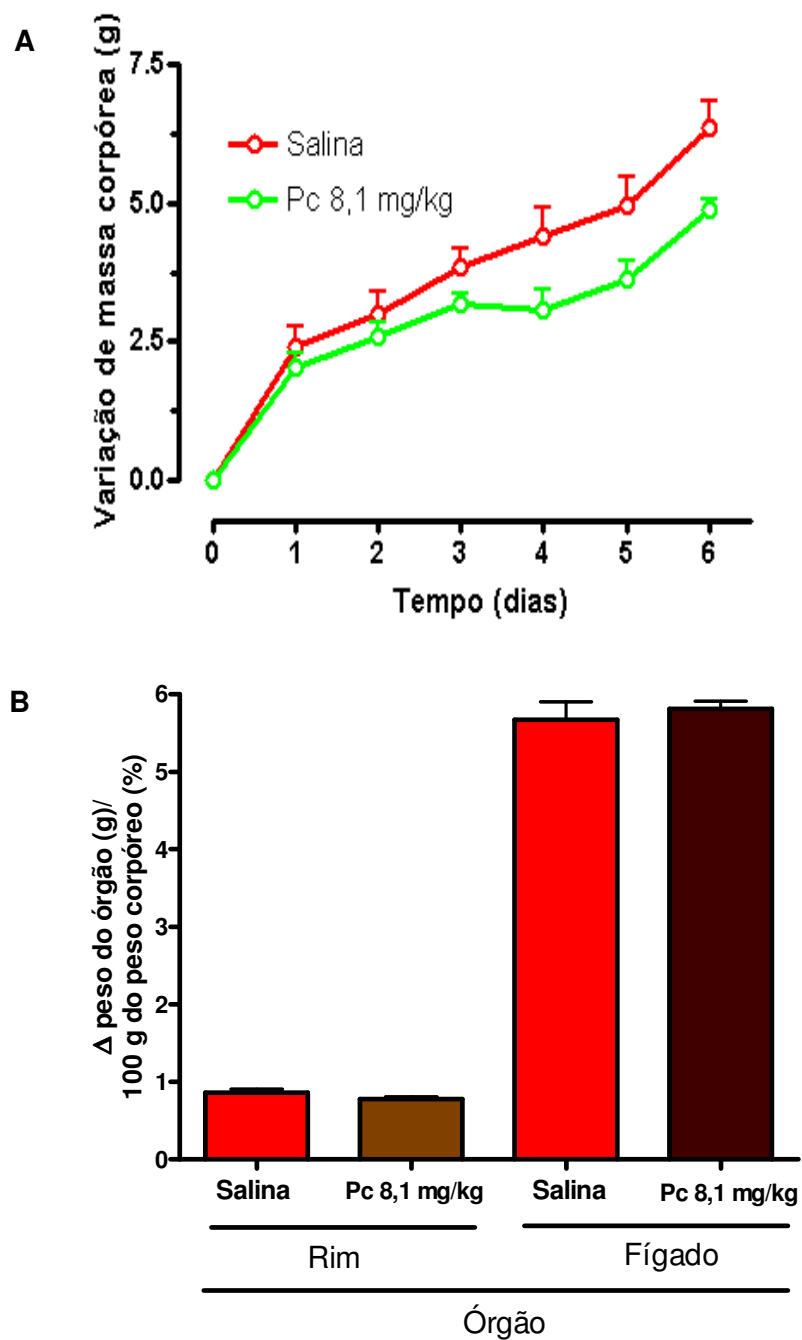 A
Variação de massa corpórea (g)
7.5
5.0
2.5
0.0
Salina
Pc 8,1 mg/kg
0 1 2 3 4 5 6
Tempo (dias)
B
Δ peso do órgão (g)/
100 g do peso corpóreo (%)
6
5
4
3
2
1
0
Salina Pc 8,1 mg/kg Salina Pc 8,1 mg/kg
Rim Fígado
Órgão